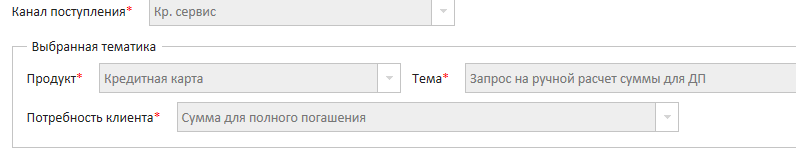 Канал поступления* Кр. сервис
Выбранная тематика
Продукт* Кредитная карта Тема* Запрос на ручной расчет суммы для ДП
Потребность клиента* Сумма для полного погашения